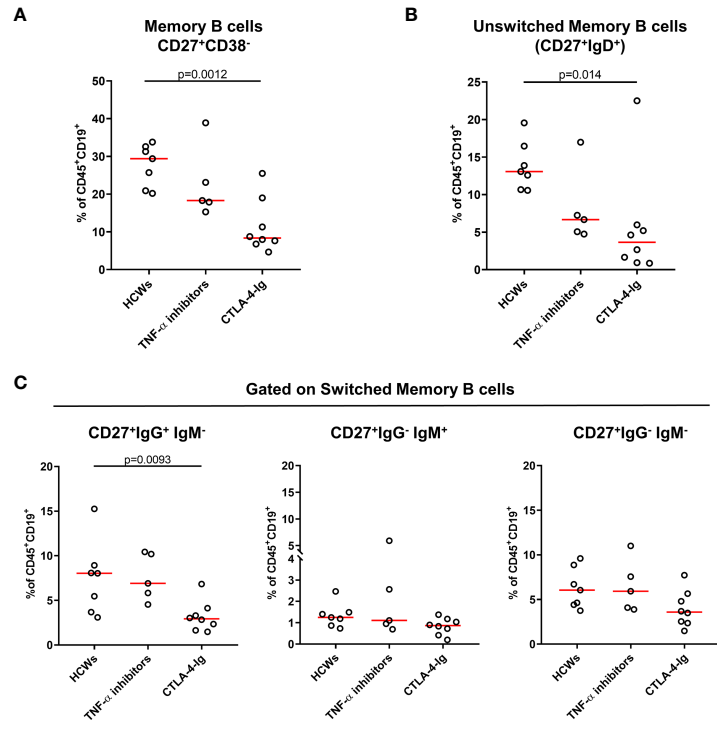 A
Memory B cells
CD27⁺CD38⁻
p=0.0012
50
40
30
20
10
0
% of CD45⁺CD19⁺
HCWs
TNF-α inhibitors
CTLA-4-Ig
B
Unswitched Memory B cells
(CD27⁺IgD⁺)
p=0.014
25
20
15
10
5
0
% of CD45⁺CD19⁺
HCWs
TNF-α inhibitors
CTLA-4-Ig
C
Gated on Switched Memory B cells
CD27⁺IgG⁺ IgM⁻
p=0.0093
20
15
10
5
0
%of CD45⁺CD19⁺
HCWs
TNF-α inhibitors
CTLA-4-Ig
CD27⁺IgG⁻ IgM⁺
20
15
10
5
4
3
2
1
0
% of CD45⁺CD19⁺
HCWs
TNF-α inhibitors
CTLA-4-Ig
CD27⁺IgG⁻ IgM⁻
20
15
10
5
0
% of CD45⁺CD19⁺
HCWs
TNF-α inhibitors
CTLA-4-Ig